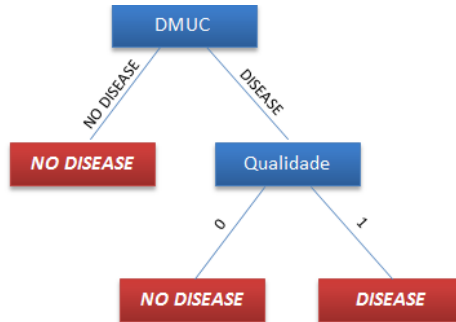 DMUC
NO DISEASE
DISEASE
NO DISEASE
Qualidade
0
1
NO DISEASE
DISEASE